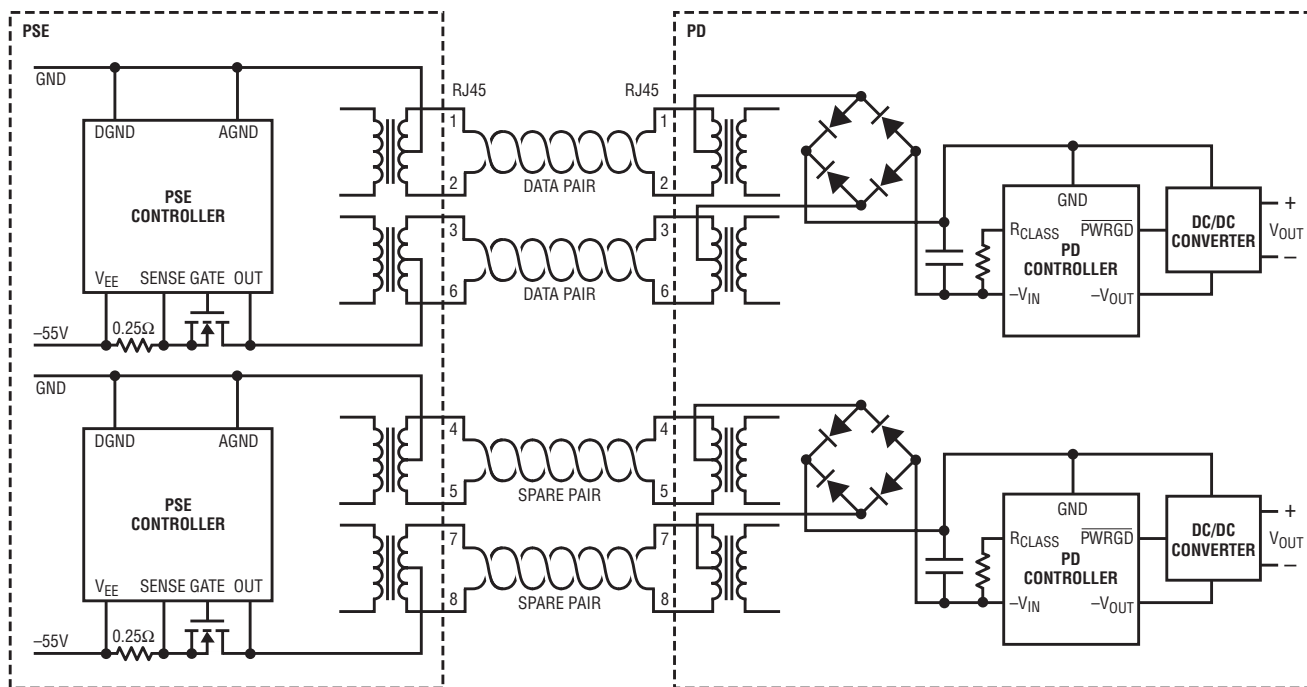 PSE
GND
DGND
AGND
PSE
CONTROLLER
VEE
SENSE
GATE
OUT
–55V
0.25Ω
RJ45
RJ45
1
2
DATA PAIR
1
2
3
6
DATA PAIR
3
6
PD
GND
RCLASS
PWRGD
PD
CONTROLLER
–VIN
–VOUT
DC/DC
CONVERTER
+
VOUT
–
GND
DGND
AGND
PSE
CONTROLLER
VEE
SENSE
GATE
OUT
–55V
0.25Ω
4
5
SPARE PAIR
4
5
7
8
SPARE PAIR
7
8
GND
RCLASS
PWRGD
PD
CONTROLLER
–VIN
–VOUT
DC/DC
CONVERTER
+
VOUT
–